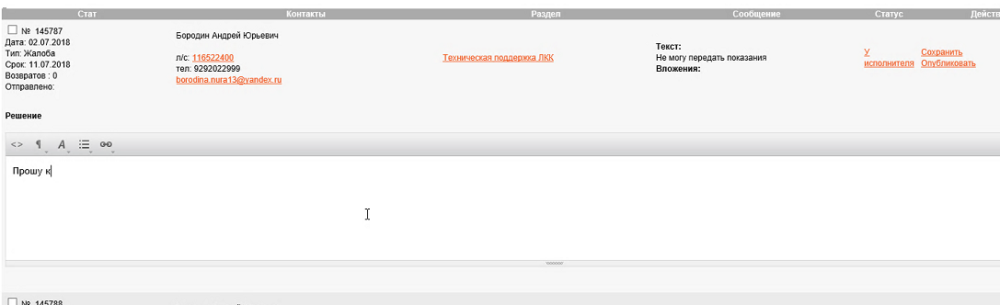 Стат Контакты Раздел Сообщение Статус Действ
№ 145787
Дата: 02.07.2018
Тип: Жалоба
Срок: 11.07.2018
Возвратов : 0
Отправлено:
Бородин Андрей Юрьевич
л/с: 116522400
тел: 9292022999
borodina.nura13@yandex.ru
Техническая поддержка ЛКК
Текст:
Не могу передать показания
Вложения:
У
исполнителя
Сохранить
Опубликовать
Решение
Прошу к
№ 145788